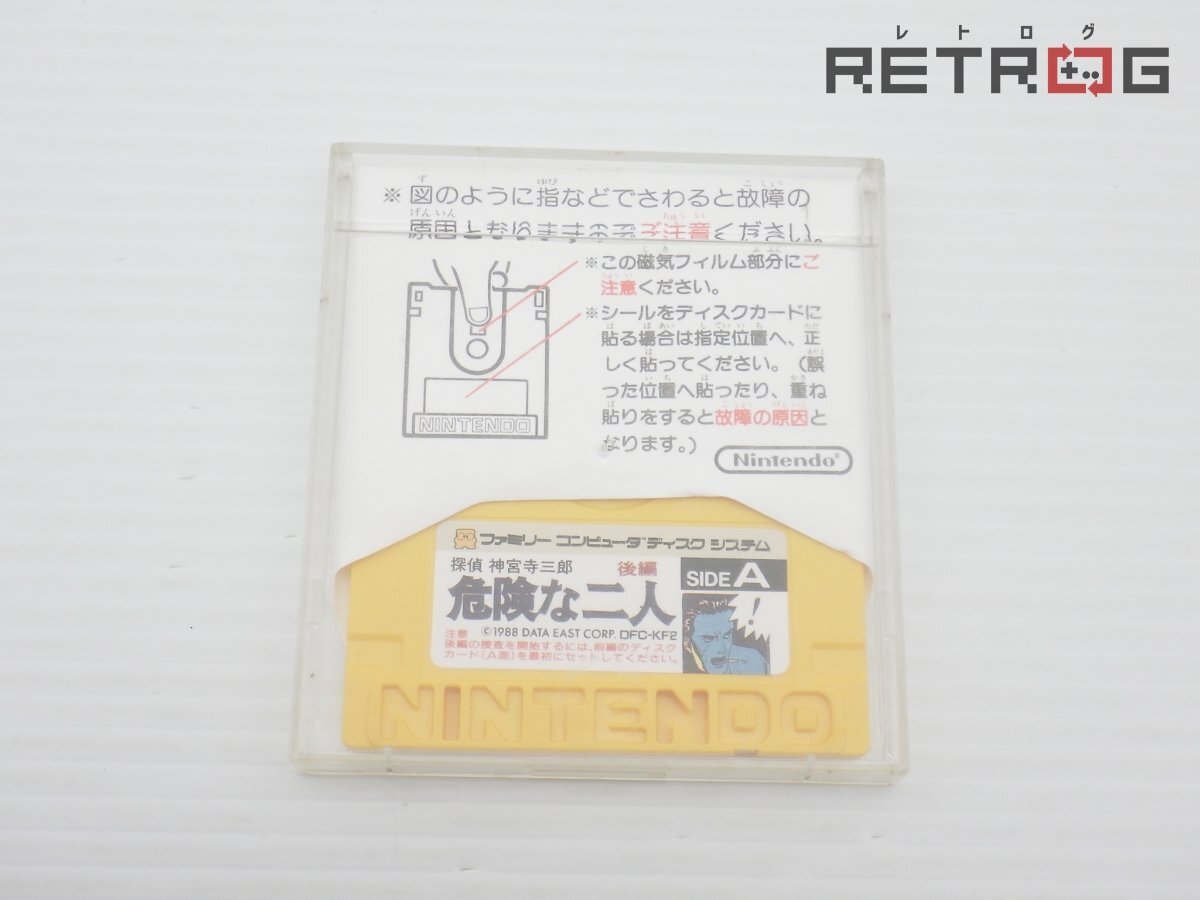 レトログ
RETROG
※図のように指などでさわると故障の
原因となりますのでご注意ください。
※この磁気フィルム部分にご
注意ください。
※シールをディスクカードに
貼る場合は指定位置へ、正
しく貼ってください。(誤
った位置へ貼ったり、重ね
貼りをすると故障の原因と
なります。)
NINTENDO
Nintendo®
ファミリー コンピュータ ディスク システム
探偵 神宮寺三郎 後編
危険な二人
SIDE A
!
©1988 DATA EAST CORP. DFC-KF2
注意
後編の捜査を開始するには、前編のディスク
カード(A面)を最初にセットしてください。
NINTENDO